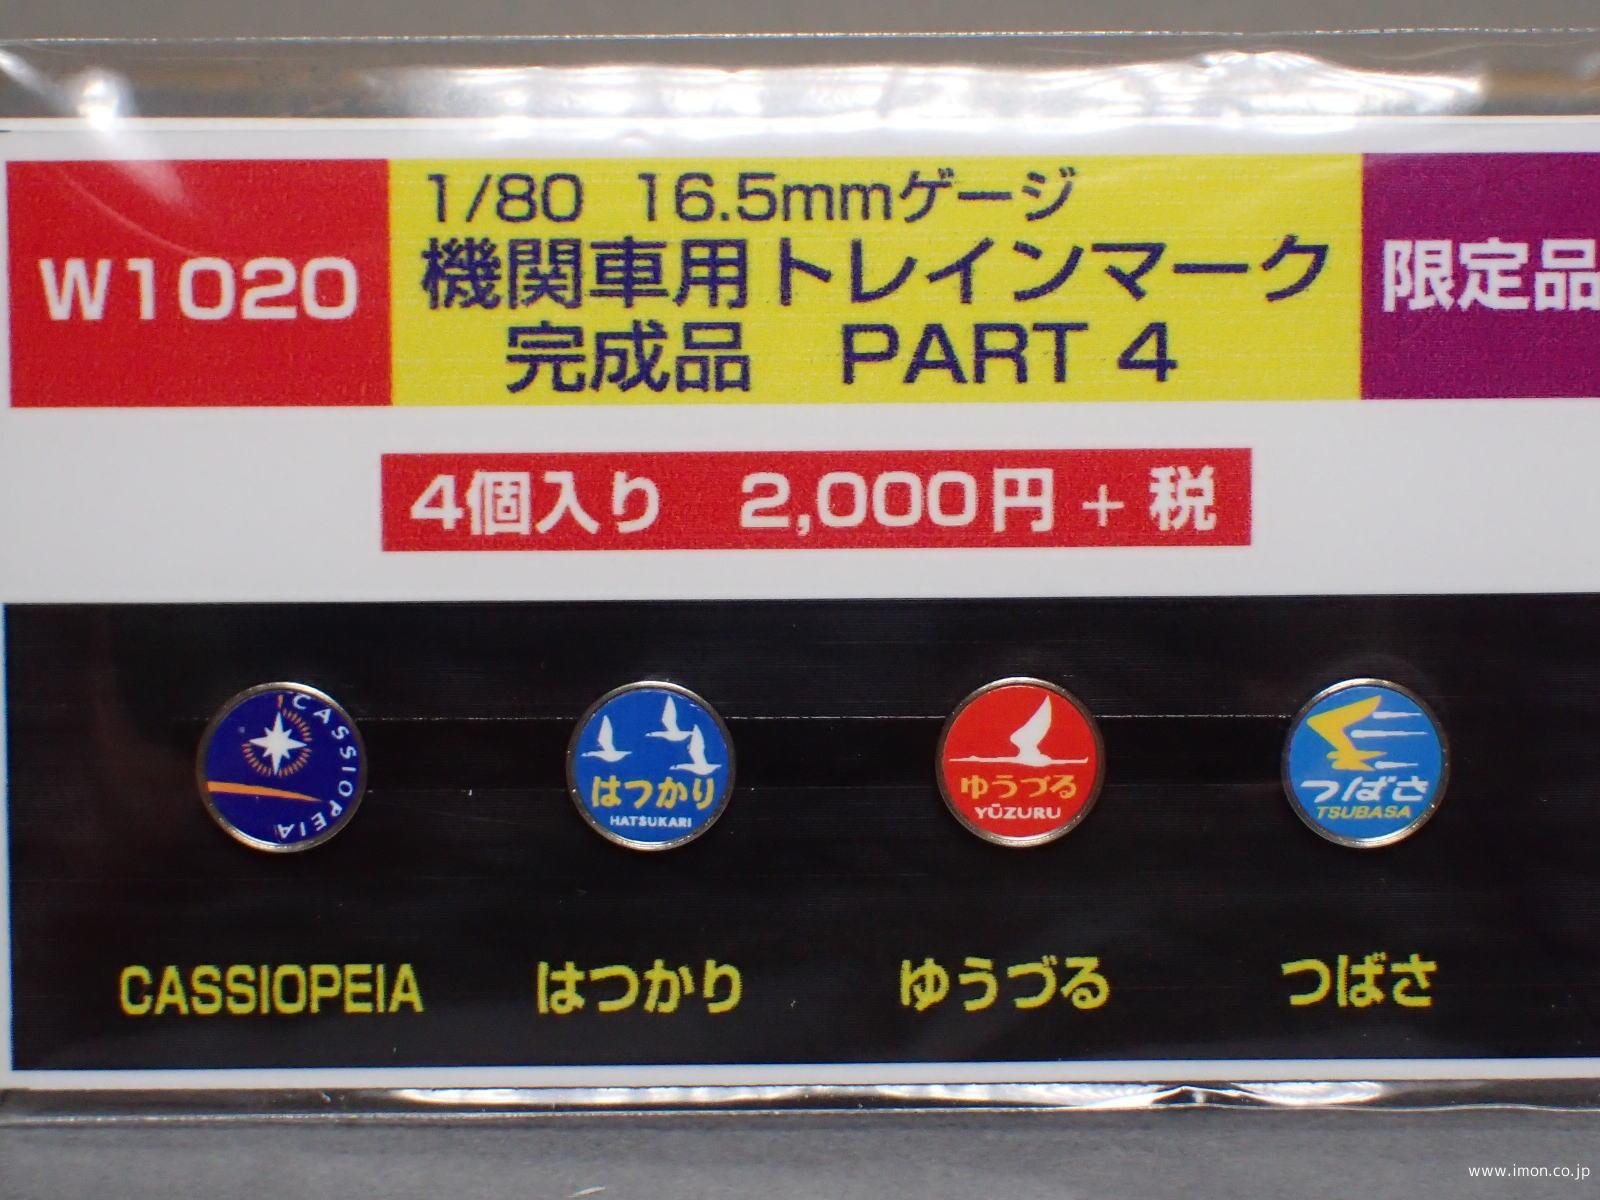 W1020
1/80 16.5mmゲージ
機関車用トレインマーク
完成品 PART 4
限定品
4個入り 2,000円+税
CASSIOPEIA
はつかり
HATSUKARI
ゆうづる
YŪZURU
つばさ
TSUBASA
CASSIOPEIA
はつかり
ゆうづる
つばさ
www.imon.co.jp